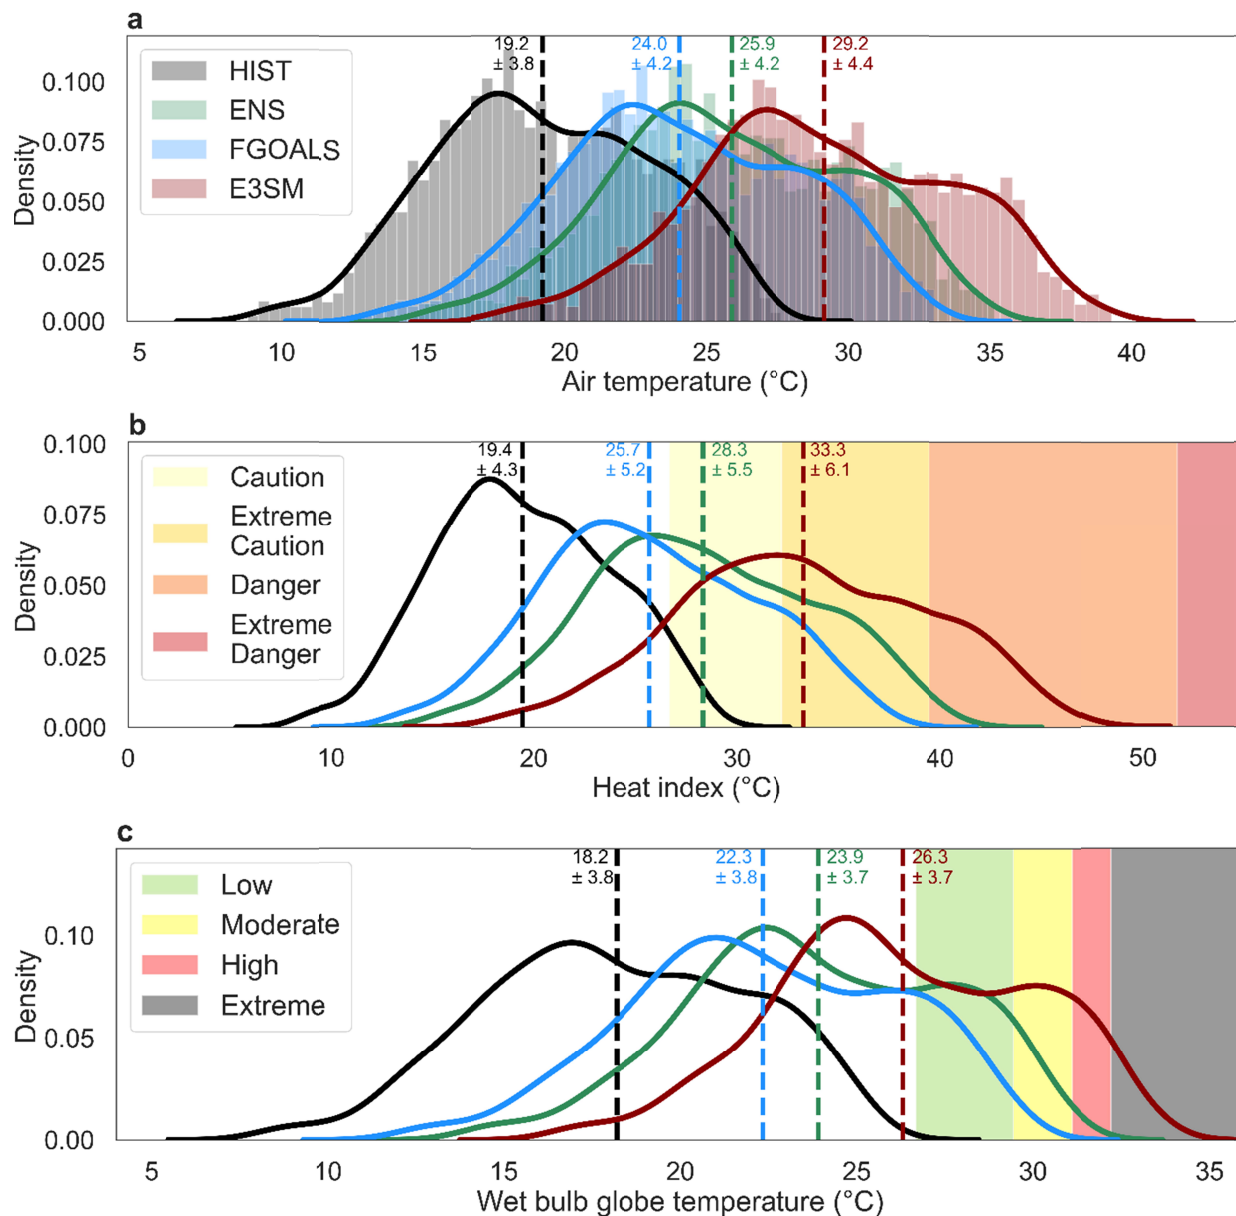 a
19.2
± 3.8
24.0
± 4.2
25.9
± 4.2
29.2
± 4.4
HIST
ENS
FGOALS
E3SM
0.100
0.075
0.050
0.025
0.000
Density
5 10 15 20 25 30 35 40
Air temperature (°C)
b
19.4
± 4.3
25.7
± 5.2
28.3
± 5.5
33.3
± 6.1
Caution
Extreme
Caution
Danger
Extreme
Danger
0.100
0.075
0.050
0.025
0.000
Density
0 10 20 30 40 50
Heat index (°C)
c
18.2
± 3.8
22.3
± 3.8
23.9
± 3.7
26.3
± 3.7
Low
Moderate
High
Extreme
0.10
0.05
0.00
Density
5 10 15 20 25 30 35
Wet bulb globe temperature (°C)